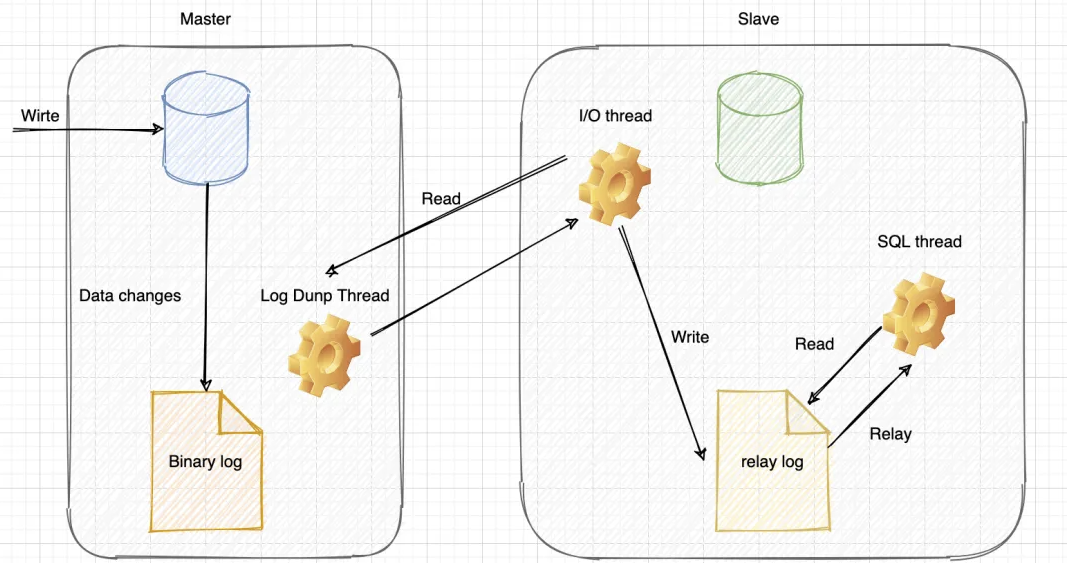 Master
Slave
Wirte
I/O thread
Read
SQL thread
Data changes
Log Dunp Thread
Write
Read
Relay
Binary log
relay log